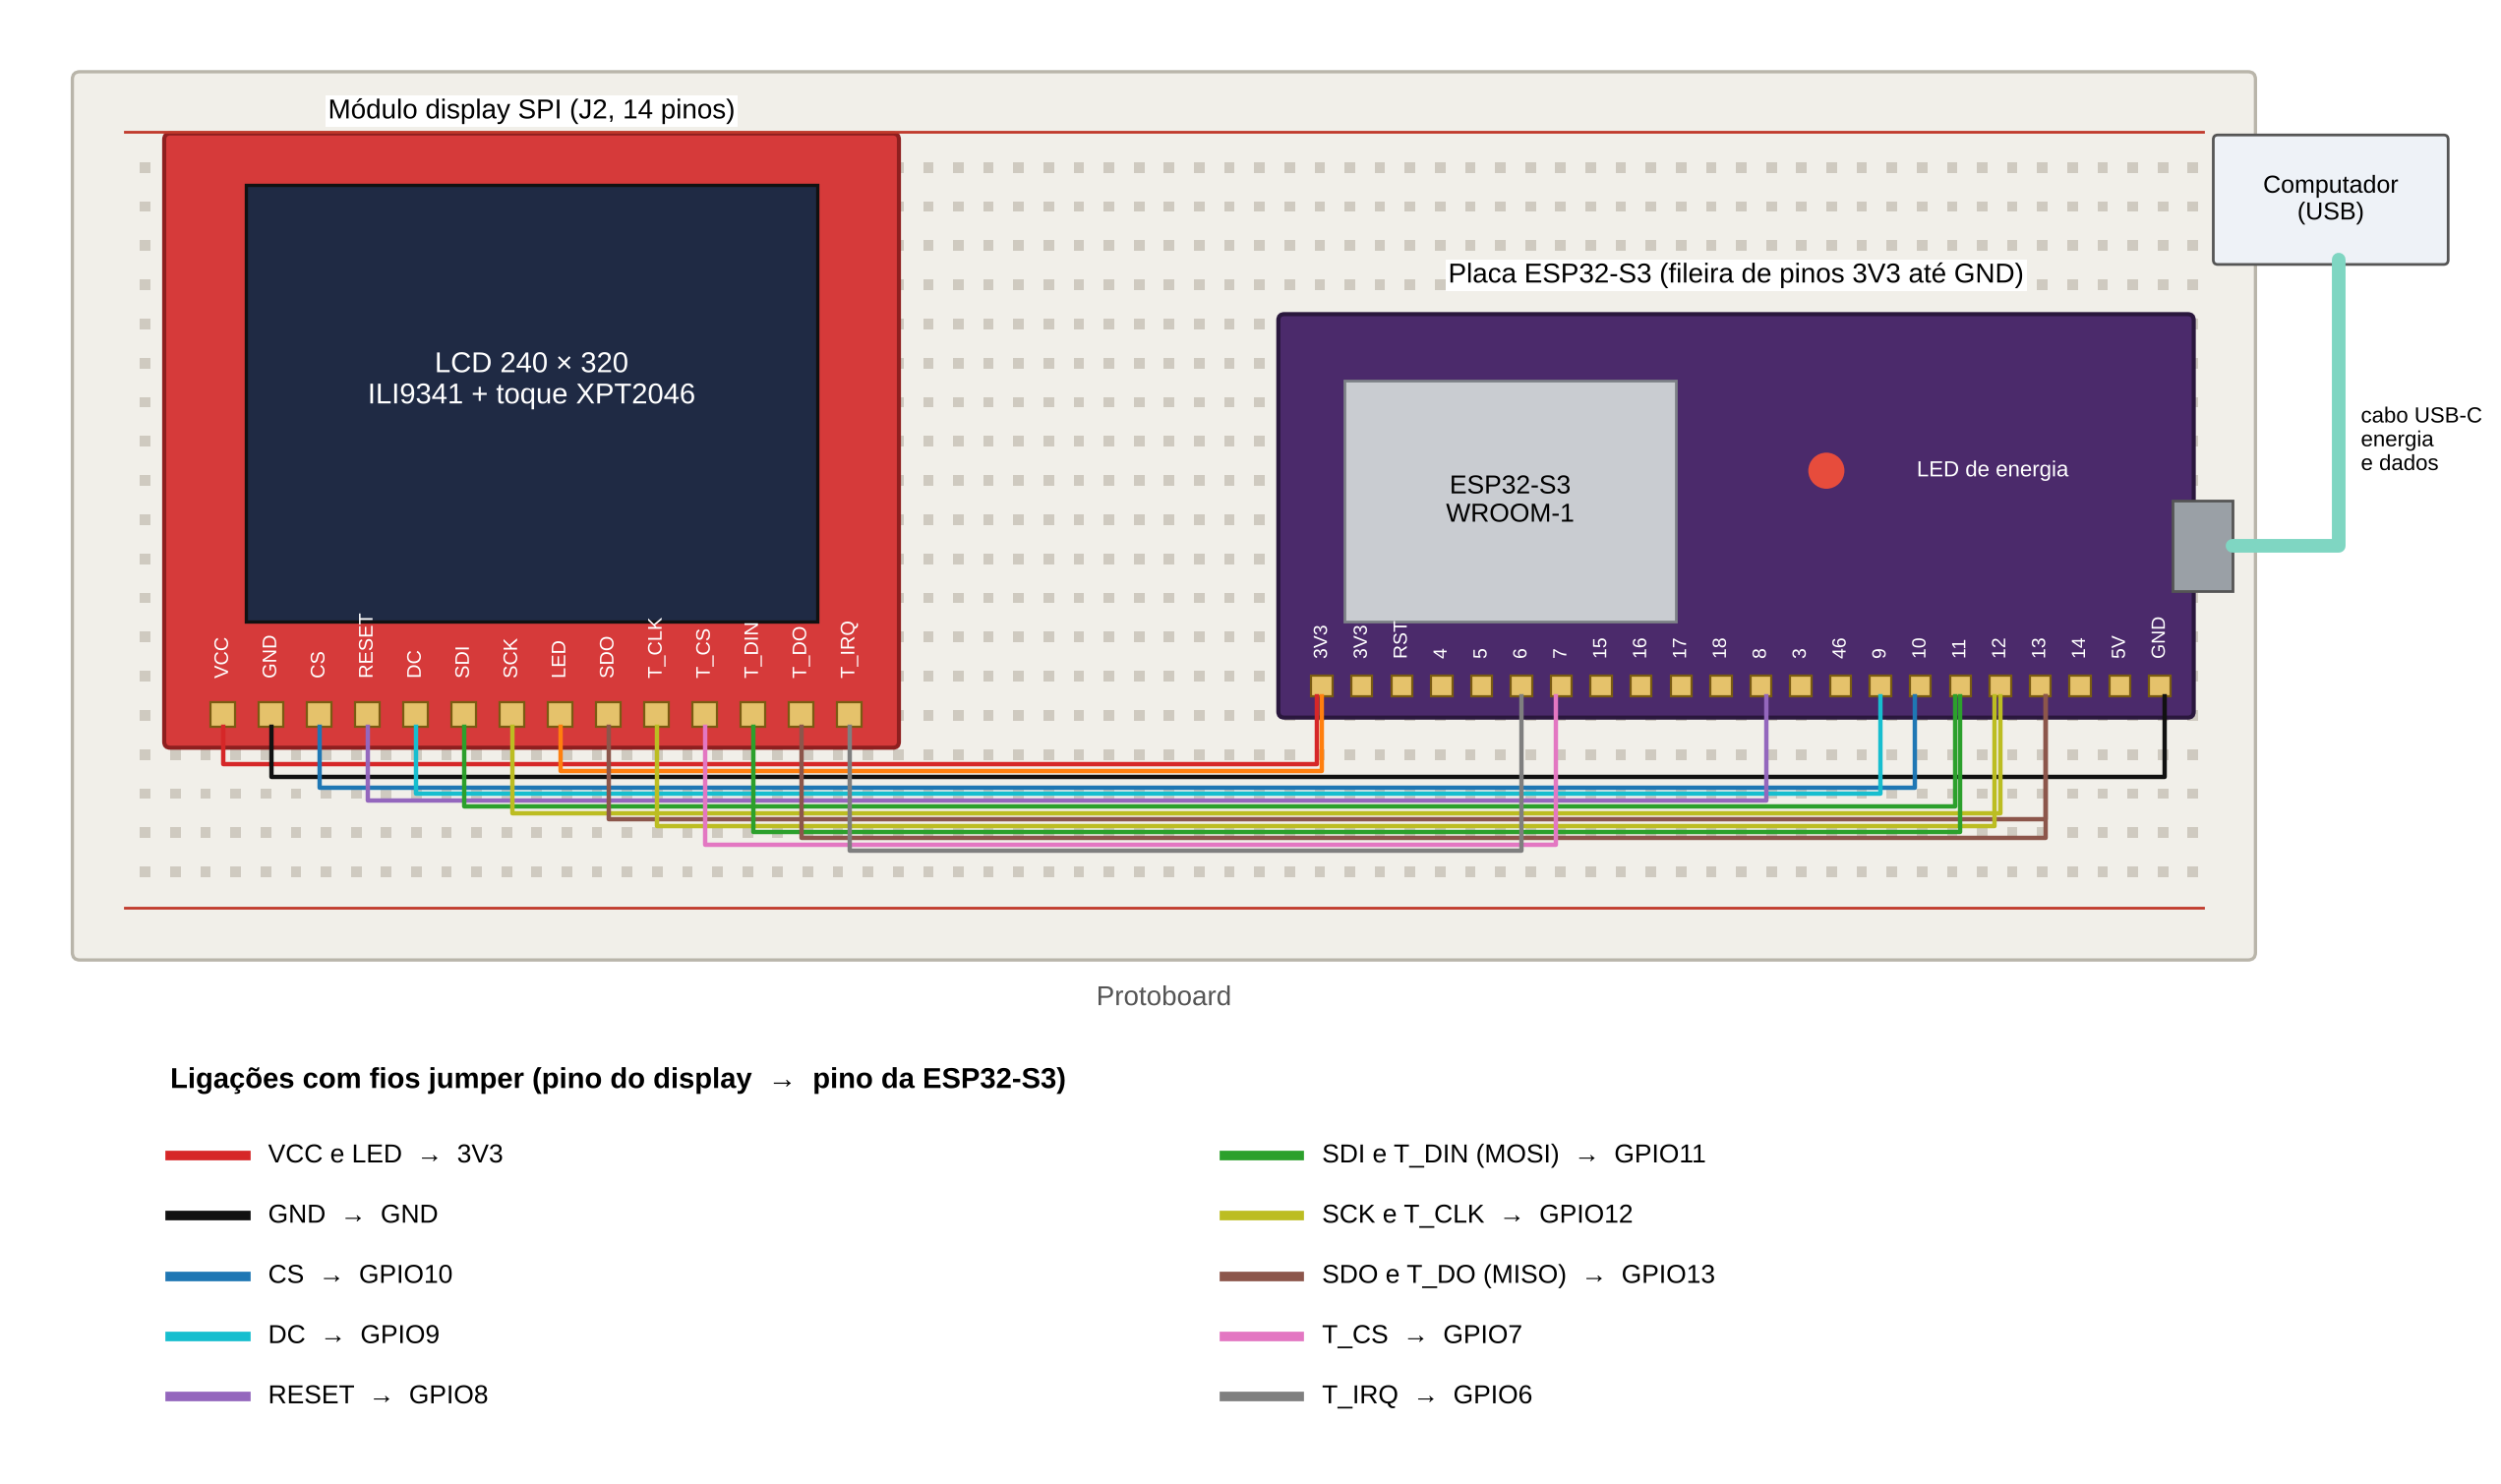 Módulo display SPI (J2, 14 pinos)
Computador
(USB)
Placa ESP32-S3 (fileira de pinos 3V3 até GND)
LCD 240 × 320
ILI9341 + toque XPT2046
cabo USB-C
energia
e dados
LED de energia
ESP32-S3
WROOM-1
VCC GND CS RESET DC SDI SCK LED SDO T_CLK T_CS T_DIN T_DO T_IRQ
3V3 3V3 RST 4 5 6 7 15 16 17 18 8 3 46 9 10 11 12 13 14 5V GND
Protoboard
Ligações com fios jumper (pino do display → pino da ESP32-S3)
VCC e LED → 3V3
GND → GND
CS → GPIO10
DC → GPIO9
RESET → GPIO8
SDI e T_DIN (MOSI) → GPIO11
SCK e T_CLK → GPIO12
SDO e T_DO (MISO) → GPIO13
T_CS → GPIO7
T_IRQ → GPIO6